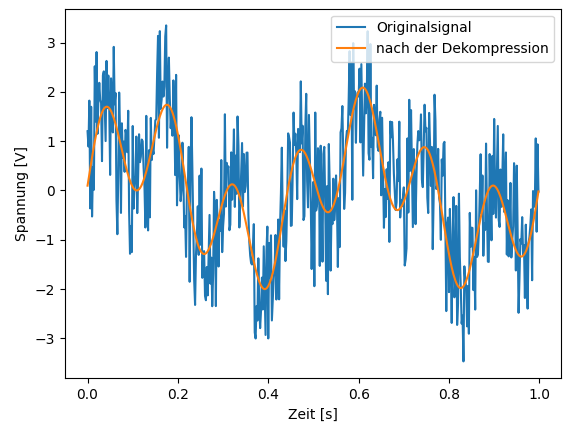 Originalsignal
nach der Dekompression
Spannung [V]
3
2
1
0
−1
−2
−3
0.0 0.2 0.4 0.6 0.8 1.0
Zeit [s]